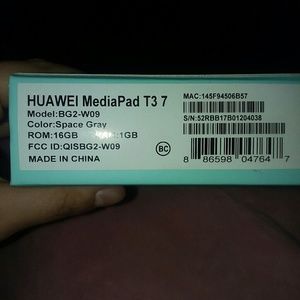 HUAWEI MediaPad T3 7
Model:BG2-W09
Color:Space Gray
ROM:16GB 1GB
FCC ID:QISBG2-W09
MADE IN CHINA
BC
MAC:145F94506B57
S/N:52RBB17B01204038
8 86598 04764 7